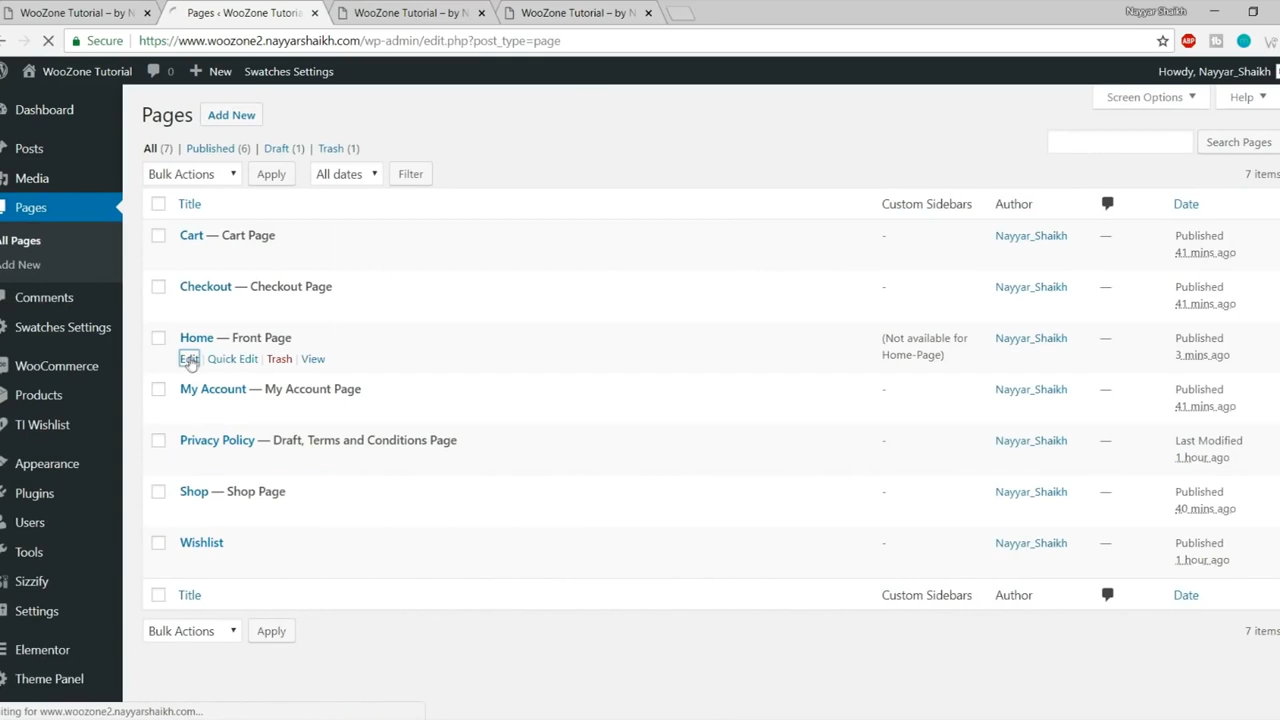 WooZone Tutorial – by N
Pages ‹ WooZone Tutoria
WooZone Tutorial – by N
WooZone Tutorial – by N
Nayyar Shaikh
Secure
https://www.woozone2.nayyarshaikh.com/wp-admin/edit.php?post_type=page
ABP
WooZone Tutorial
0
New
Swatches Settings
Howdy, Nayyar_Shaikh
Dashboard
Posts
Media
Pages
All Pages
Add New
Comments
Swatches Settings
WooCommerce
Products
TI Wishlist
Appearance
Plugins
Users
Tools
Sizzify
Settings
Elementor
Theme Panel
Screen Options
Help
Pages
Add New
All (7) | Published (6) | Draft (1) | Trash (1)
Search Pages
Bulk Actions
Apply
All dates
Filter
7 items
Title
Custom Sidebars
Author
Date
Cart — Cart Page
-
Nayyar_Shaikh
—
Published
41 mins ago
Checkout — Checkout Page
-
Nayyar_Shaikh
—
Published
41 mins ago
Home — Front Page
Edit | Quick Edit | Trash | View
(Not available for
Home-Page)
Nayyar_Shaikh
—
Published
3 mins ago
My Account — My Account Page
-
Nayyar_Shaikh
—
Published
41 mins ago
Privacy Policy — Draft, Terms and Conditions Page
-
Nayyar_Shaikh
—
Last Modified
1 hour ago
Shop — Shop Page
-
Nayyar_Shaikh
—
Published
40 mins ago
Wishlist
-
Nayyar_Shaikh
—
Published
1 hour ago
Title
Custom Sidebars
Author
Date
Bulk Actions
Apply
7 items
iting for www.woozone2.nayyarshaikh.com...